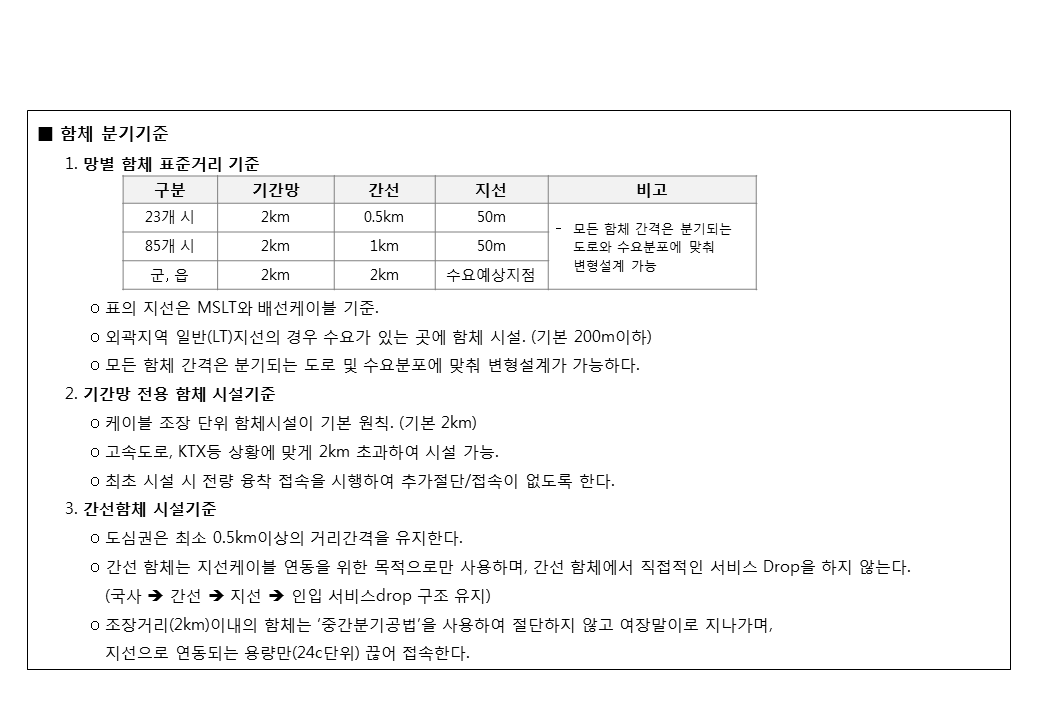 ■ 함체 분기기준
1. 망별 함체 표준거리 기준
구분 기간망 간선 지선 비고
23개 시 2km 0.5km 50m
85개 시 2km 1km 50m
군, 읍 2km 2km 수요예상지점
- 모든 함체 간격은 분기되는
도로와 수요분포에 맞춰
변형설계 가능
ㅇ 표의 지선은 MSLT와 배선케이블 기준.
ㅇ 외곽지역 일반(LT)지선의 경우 수요가 있는 곳에 함체 시설. (기본 200m이하)
ㅇ 모든 함체 간격은 분기되는 도로 및 수요분포에 맞춰 변형설계가 가능하다.
2. 기간망 전용 함체 시설기준
ㅇ 케이블 조장 단위 함체시설이 기본 원칙. (기본 2km)
ㅇ 고속도로, KTX등 상황에 맞게 2km 초과하여 시설 가능.
ㅇ 최초 시설 시 전량 융착 접속을 시행하여 추가절단/접속이 없도록 한다.
3. 간선함체 시설기준
ㅇ 도심권은 최소 0.5km이상의 거리간격을 유지한다.
ㅇ 간선 함체는 지선케이블 연동을 위한 목적으로만 사용하며, 간선 함체에서 직접적인 서비스 Drop을 하지 않는다.
(국사 ➔ 간선 ➔ 지선 ➔ 인입 서비스drop 구조 유지)
ㅇ 조장거리(2km)이내의 함체는 ‘중간분기공법’을 사용하여 절단하지 않고 여장말이로 지나가며,
지선으로 연동되는 용량만(24c단위) 끊어 접속한다.